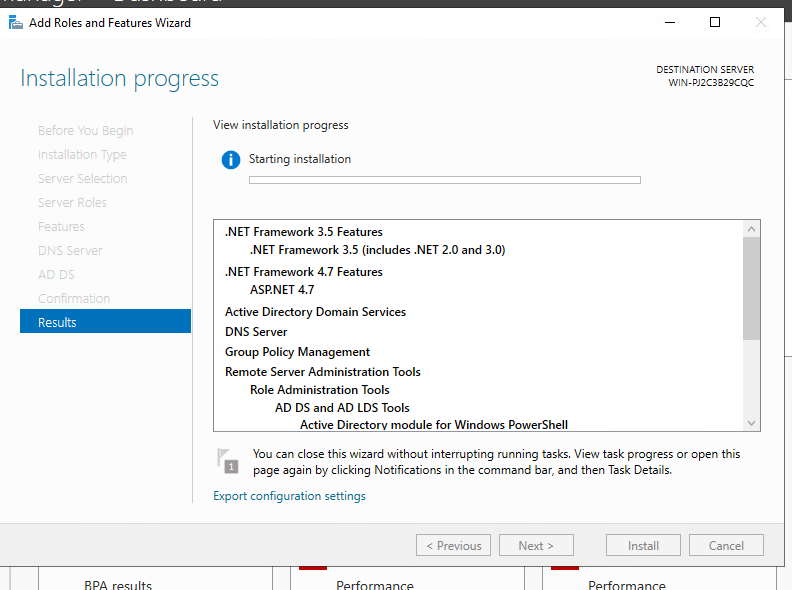 Add Roles and Features Wizard
Installation progress
DESTINATION SERVER
WIN-PJ2C3B29CQC
Before You Begin
Installation Type
Server Selection
Server Roles
Features
DNS Server
AD DS
Confirmation
Results
View installation progress
i Starting installation
.NET Framework 3.5 Features
.NET Framework 3.5 (includes .NET 2.0 and 3.0)
.NET Framework 4.7 Features
ASP.NET 4.7
Active Directory Domain Services
DNS Server
Group Policy Management
Remote Server Administration Tools
Role Administration Tools
AD DS and AD LDS Tools
Active Directory module for Windows PowerShell
1
You can close this wizard without interrupting running tasks. View task progress or open this
page again by clicking Notifications in the command bar, and then Task Details.
Export configuration settings
< Previous Next > Install Cancel
BPA results Performance Performance